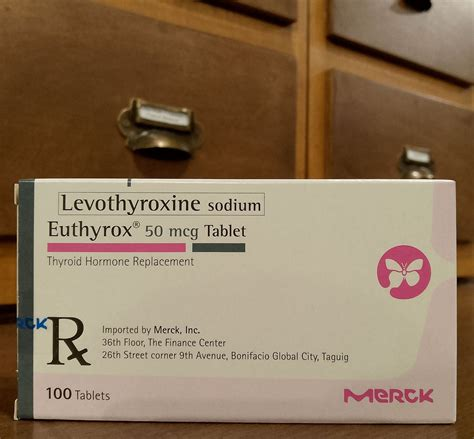 Levothyroxine sodium
Euthyrox® 50 mcg Tablet
Thyroid Hormone Replacement
RCK
Rx
Imported by Merck, Inc.
36th Floor, The Finance Center
26th Street corner 9th Avenue, Bonifacio Global City, Taguig
100 Tablets
MERCK